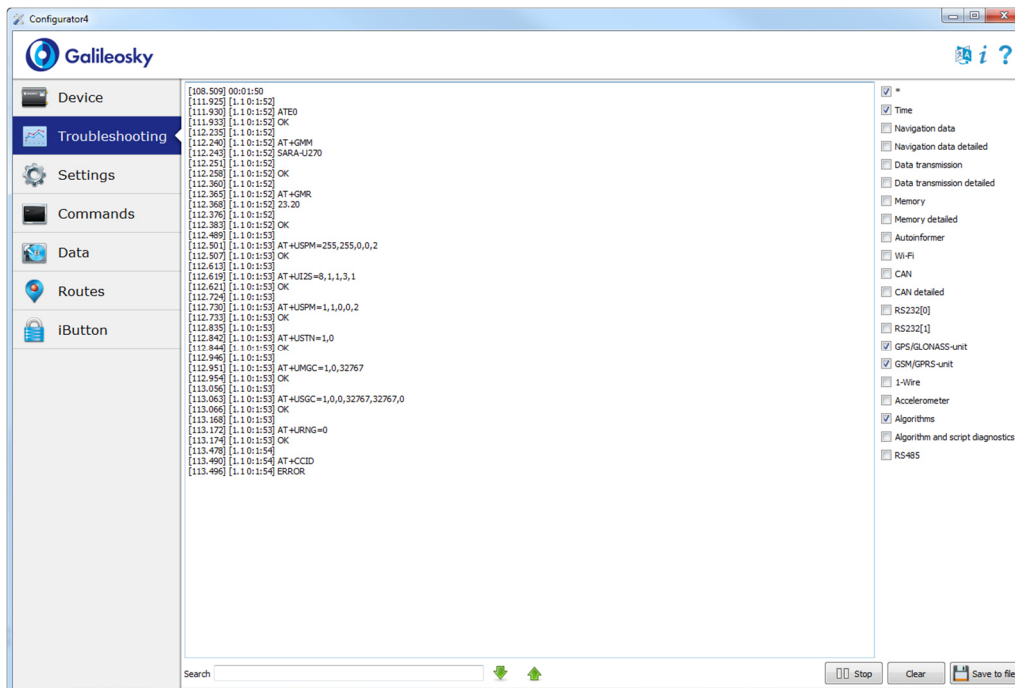 Configurator4
Galileosky
Device
Troubleshooting
Settings
Commands
Data
Routes
iButton
[108.509] 00:01:50
[111.925] [1.1 0:1:52]
[111.930] [1.1 0:1:52] ATE0
[111.933] [1.1 0:1:52] OK
[112.235] [1.1 0:1:52]
[112.240] [1.1 0:1:52] AT+GMM
[112.243] [1.1 0:1:52] SARA-U270
[112.251] [1.1 0:1:52]
[112.258] [1.1 0:1:52] OK
[112.360] [1.1 0:1:52]
[112.365] [1.1 0:1:52] AT+GMR
[112.368] [1.1 0:1:52] 23.20
[112.376] [1.1 0:1:52]
[112.383] [1.1 0:1:52] OK
[112.489] [1.1 0:1:53]
[112.501] [1.1 0:1:53] AT+USPM=255,255,0,0,2
[112.507] [1.1 0:1:53] OK
[112.613] [1.1 0:1:53]
[112.619] [1.1 0:1:53] AT+UI2S=8,1,1,3,1
[112.621] [1.1 0:1:53] OK
[112.724] [1.1 0:1:53]
[112.730] [1.1 0:1:53] AT+USPM=1,1,0,0,2
[112.733] [1.1 0:1:53] OK
[112.835] [1.1 0:1:53]
[112.842] [1.1 0:1:53] AT+USTN=1,0
[112.844] [1.1 0:1:53] OK
[112.946] [1.1 0:1:53]
[112.951] [1.1 0:1:53] AT+UMGC=1,0,32767
[112.954] [1.1 0:1:53] OK
[113.056] [1.1 0:1:53]
[113.063] [1.1 0:1:53] AT+USGC=1,0,0,32767,32767,0
[113.066] [1.1 0:1:53] OK
[113.168] [1.1 0:1:53]
[113.172] [1.1 0:1:53] AT+URNG=0
[113.174] [1.1 0:1:53] OK
[113.478] [1.1 0:1:54]
[113.490] [1.1 0:1:54] AT+CCID
[113.496] [1.1 0:1:54] ERROR
*
Time
Navigation data
Navigation data detailed
Data transmission
Data transmission detailed
Memory
Memory detailed
Autoinformer
Wi-Fi
CAN
CAN detailed
RS232[0]
RS232[1]
GPS/GLONASS-unit
GSM/GPRS-unit
1-Wire
Accelerometer
Algorithms
Algorithm and script diagnostics
RS485
Search
Stop
Clear
Save to file